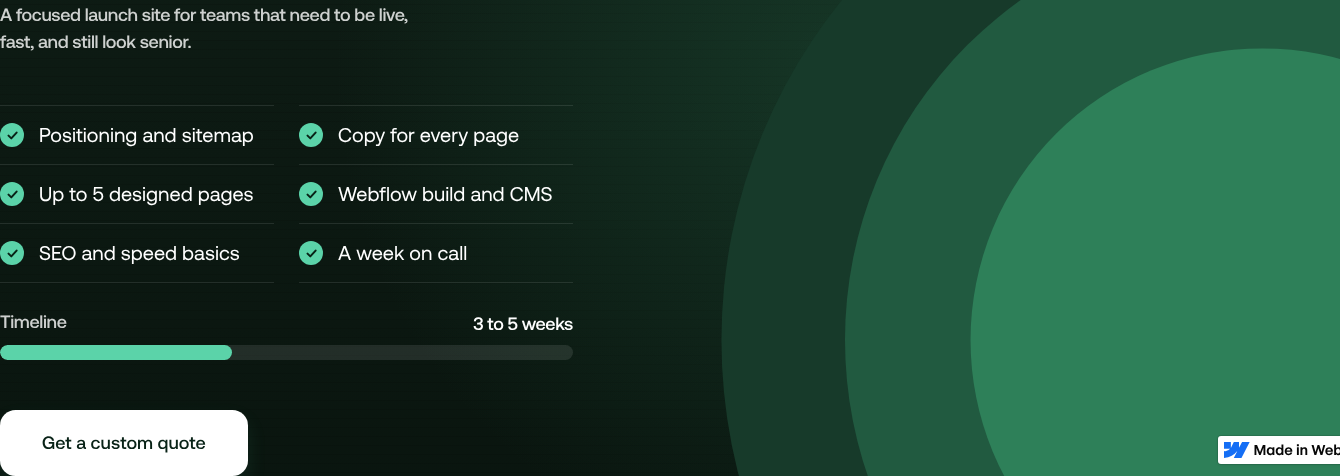 A focused launch site for teams that need to be live,
fast, and still look senior.
Positioning and sitemap
Copy for every page
Up to 5 designed pages
Webflow build and CMS
SEO and speed basics
A week on call
Timeline
3 to 5 weeks
Get a custom quote
Made in Web